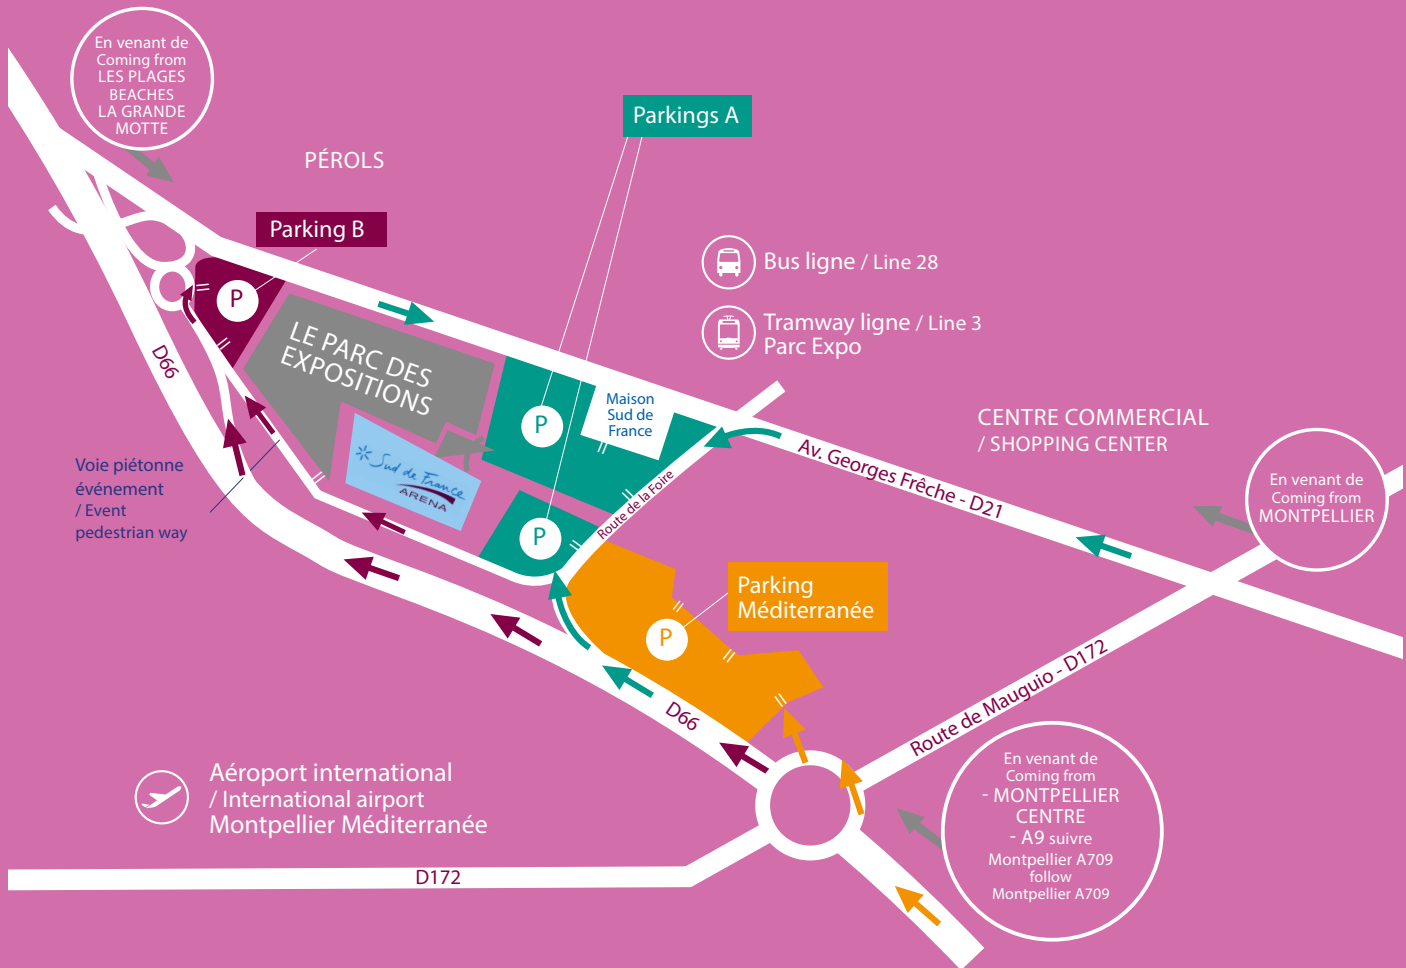 En venant de
Coming from
LES PLAGES
BEACHES
LA GRANDE
MOTTE
PÉROLS
Parkings A
Parking B
P
Bus ligne / Line 28
Tramway ligne / Line 3
Parc Expo
LE PARC DES
EXPOSITIONS
D66
Maison
Sud de
France
P
CENTRE COMMERCIAL
/ SHOPPING CENTER
Av. Georges Frêche - D21
En venant de
Coming from
MONTPELLIER
Voie piétonne
événement
/ Event
pedestrian way
Sud de France
ARENA
Route de la Foire
P
Parking
Méditerranée
P
D66
Route de Mauguio - D172
Aéroport international
/ International airport
Montpellier Méditerranée
En venant de
Coming from
- MONTPELLIER
CENTRE
- A9 suivre
Montpellier A709
follow
Montpellier A709
D172